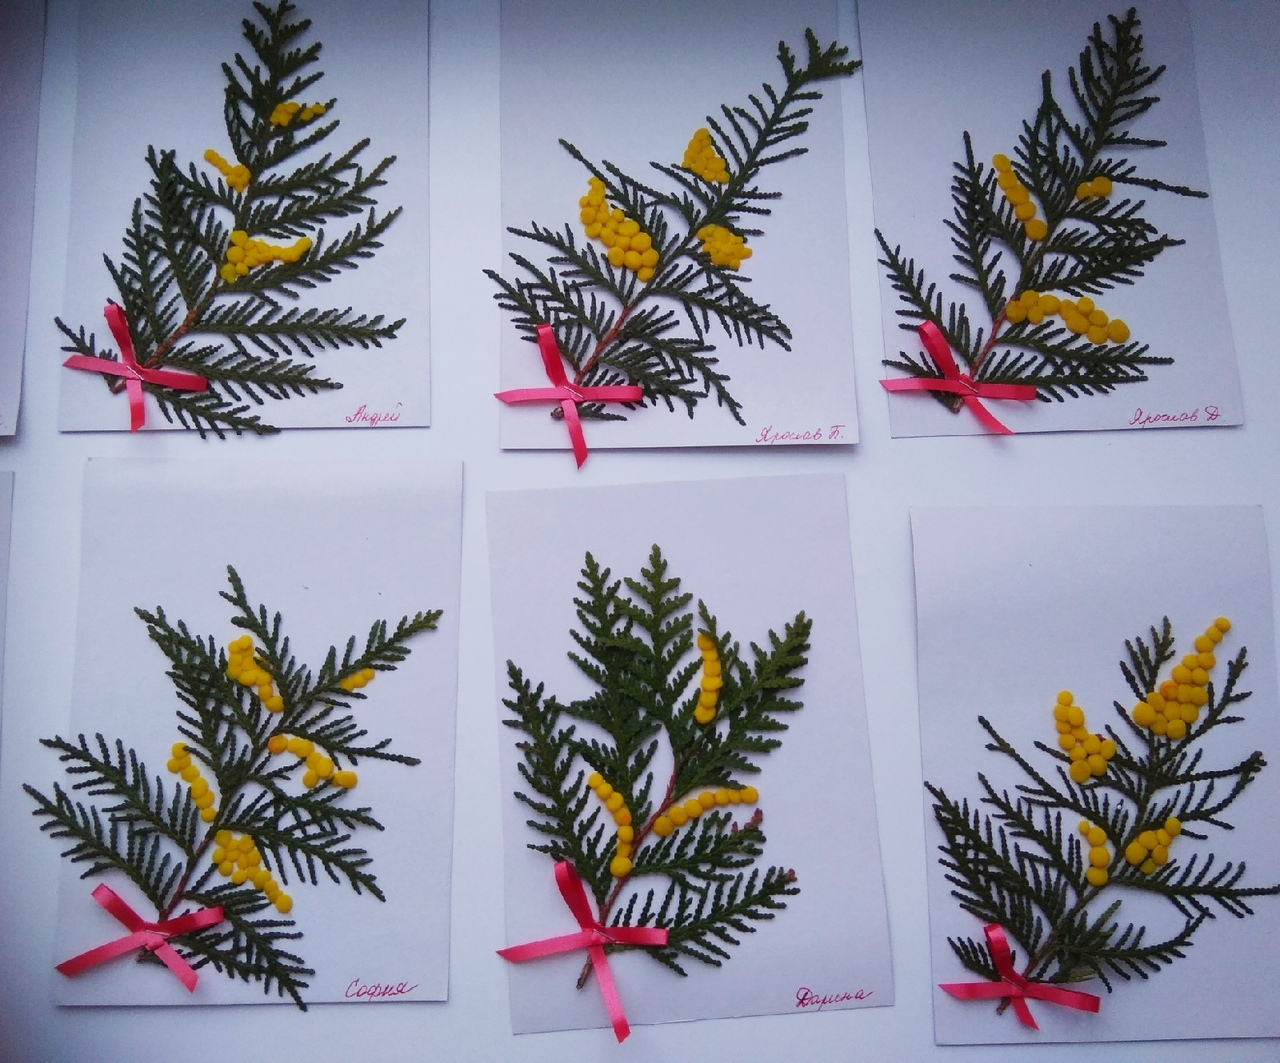 Андрей
Ярослав П.
Ярослав Д
София
Дарина